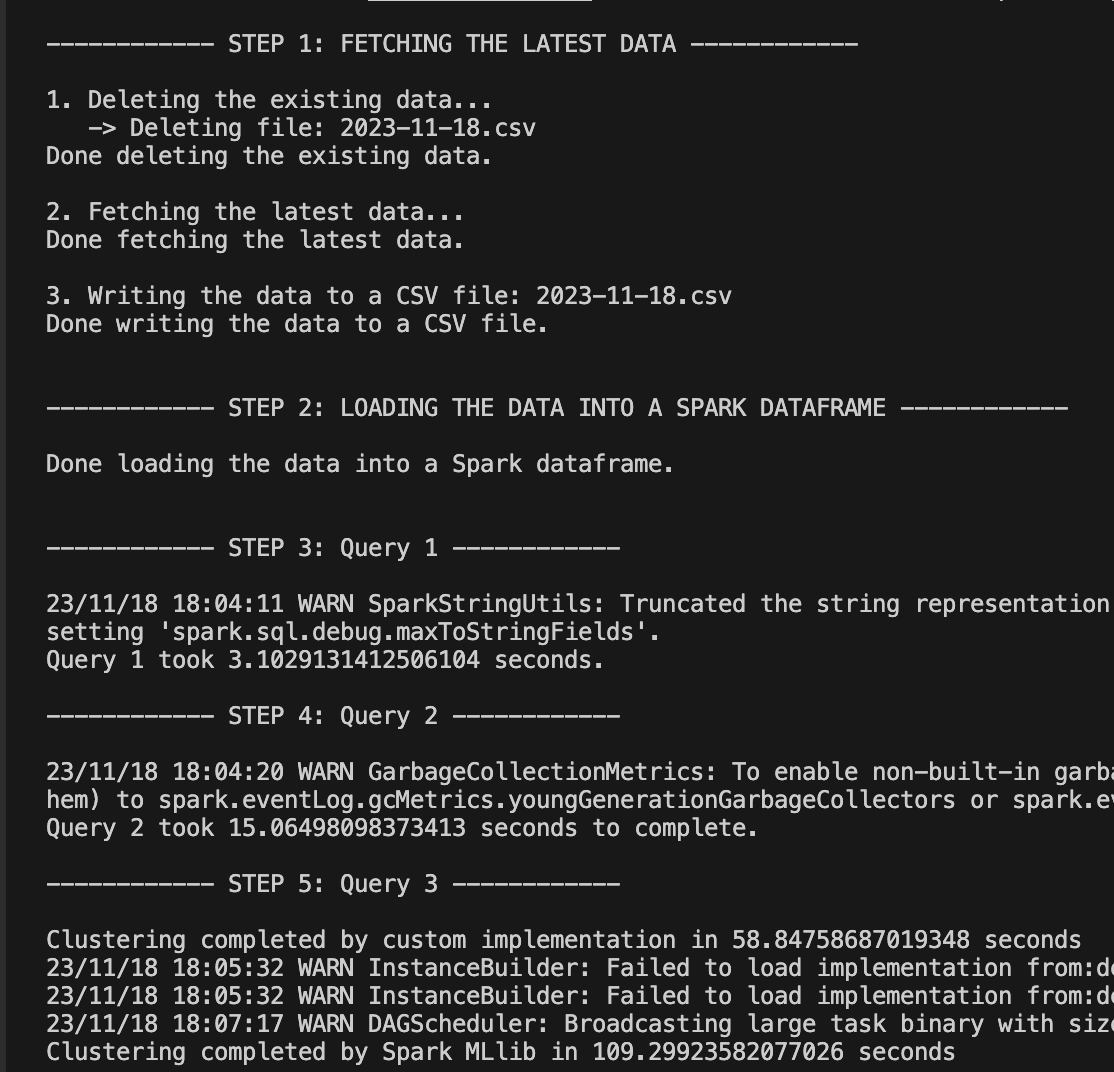 ———————————— STEP 1: FETCHING THE LATEST DATA ————————————
1. Deleting the existing data...
—> Deleting file: 2023-11-18.csv
Done deleting the existing data.
2. Fetching the latest data...
Done fetching the latest data.
3. Writing the data to a CSV file: 2023-11-18.csv
Done writing the data to a CSV file.
———————————— STEP 2: LOADING THE DATA INTO A SPARK DATAFRAME ————————————
Done loading the data into a Spark dataframe.
———————————— STEP 3: Query 1 ————————————
23/11/18 18:04:11 WARN SparkStringUtils: Truncated the string representation
setting 'spark.sql.debug.maxToStringFields'.
Query 1 took 3.1029131412506104 seconds.
———————————— STEP 4: Query 2 ————————————
23/11/18 18:04:20 WARN GarbageCollectionMetrics: To enable non-built-in garba
hem) to spark.eventLog.gcMetrics.youngGenerationGarbageCollectors or spark.ev
Query 2 took 15.06498098373413 seconds to complete.
———————————— STEP 5: Query 3 ————————————
Clustering completed by custom implementation in 58.84758687019348 seconds
23/11/18 18:05:32 WARN InstanceBuilder: Failed to load implementation from:de
23/11/18 18:05:32 WARN InstanceBuilder: Failed to load implementation from:de
23/11/18 18:07:17 WARN DAGScheduler: Broadcasting large task binary with size
Clustering completed by Spark MLlib in 109.29923582077026 seconds